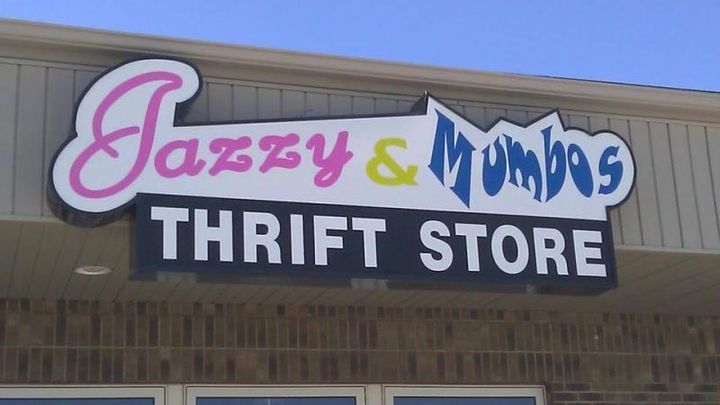 Jazzy & Mumbos
THRIFT STORE